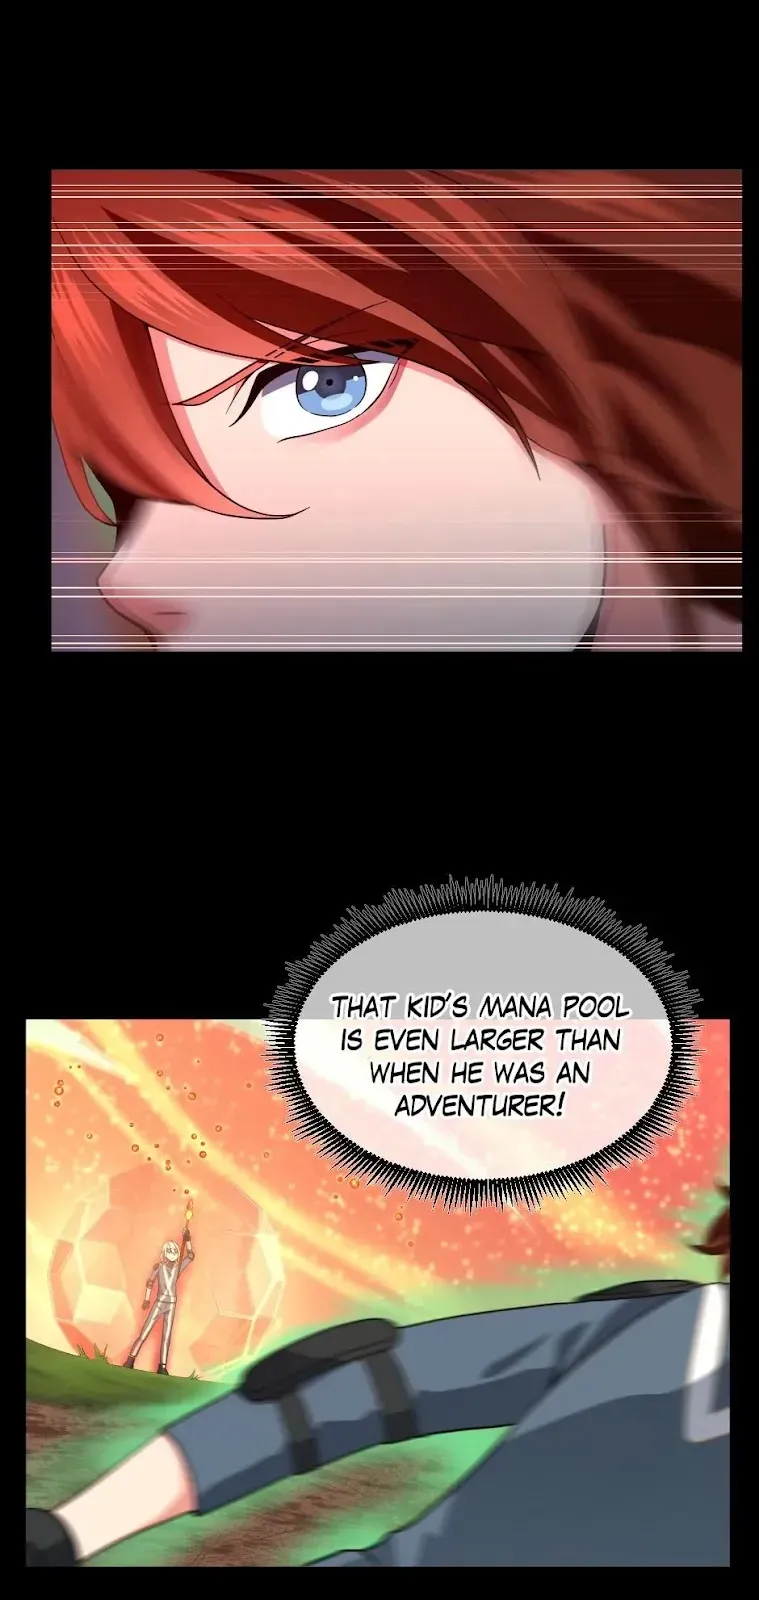 THAT KID'S MANA POOL
IS EVEN LARGER THAN
WHEN HE WAS AN
ADVENTURER!